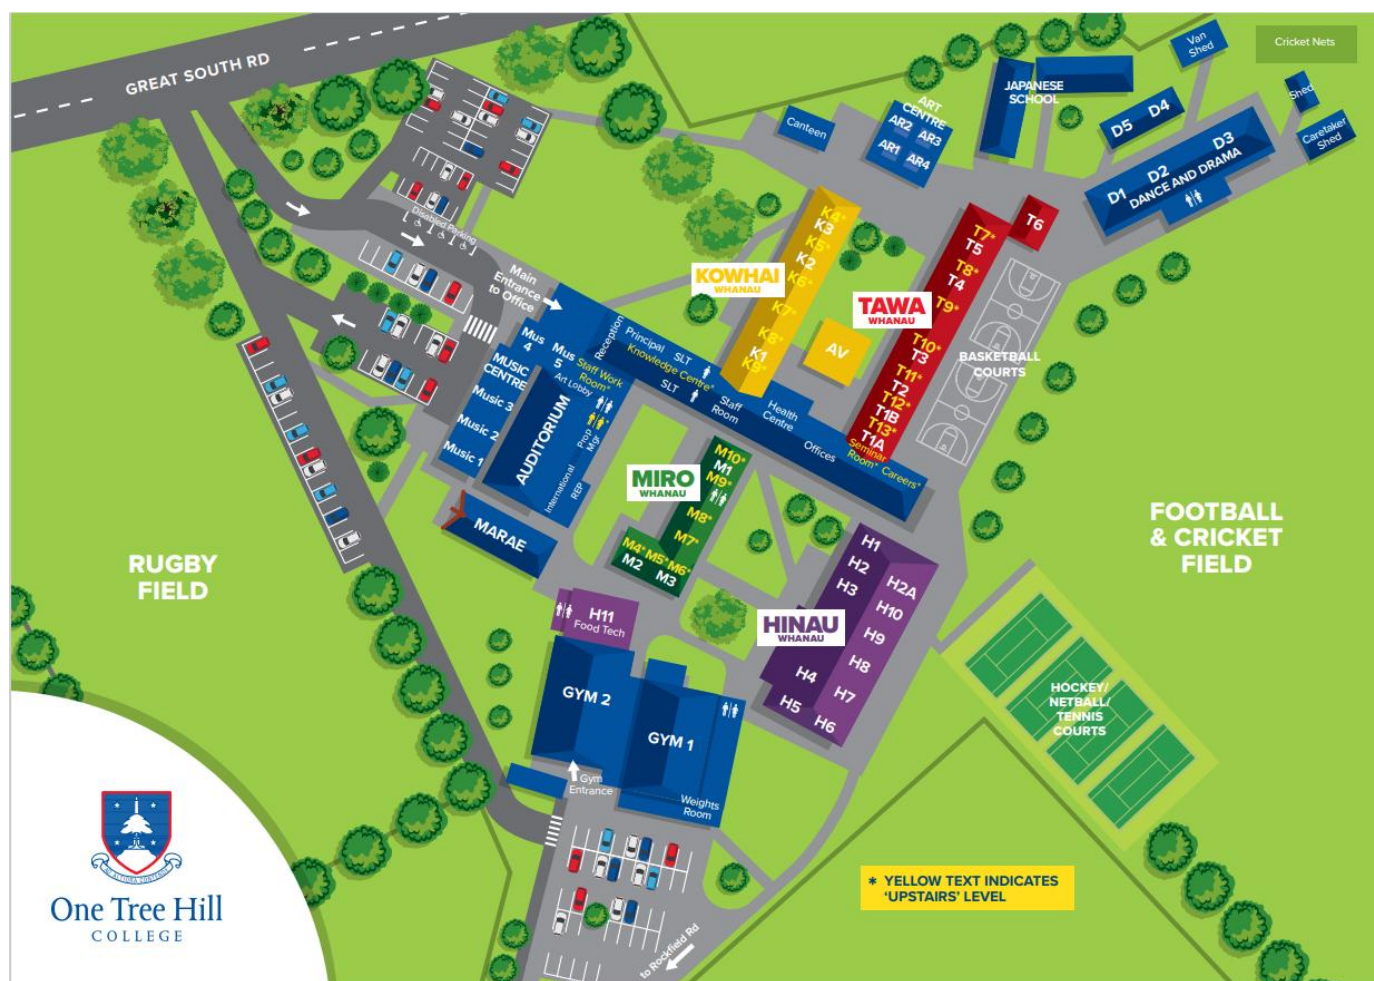 GREAT SOUTH RD
Cricket Nets
Van
Shed
Shed
Caretaker
Shed
JAPANESE
SCHOOL
D5
D4
D1
D2
D3
DANCE AND DRAMA
ART
CENTRE
AR2
AR3
AR1
AR4
Canteen
Disabled Parking
Main
Entrance
to Office
K4*
K3
K5*
K2
K6*
K7*
K8*
K1
K9*
KOWHAI
WHANAU
AV
TAWA
WHANAU
T6
T7*
T5
T8*
T4
T9*
T10*
T3
T11*
T2
T12*
T1B
T13*
T1A
Seminar
Room*
Careers*
BASKETBALL
COURTS
Reception
Principal
SLT
Knowledge Centre*
SLT
Staff
Room
Health
Centre
Offices
Mus
4
Mus
5
Staff Work
Room*
Art Lobby
MUSIC
CENTRE
Music 3
Music 2
Music 1
AUDITORIUM
Prop
Mgr
International
REP
MARAE
MIRO
WHANAU
M10*
M1
M9*
M8*
M7*
M4*
M5*
M6*
M2
M3
H1
H2
H3
H2A
H10
H9
H8
H7
H4
H5
H6
HINAU
WHANAU
H11
Food Tech
GYM 2
GYM 1
Gym
Entrance
Weights
Room
RUGBY
FIELD
FOOTBALL
& CRICKET
FIELD
HOCKEY/
NETBALL/
TENNIS
COURTS
* YELLOW TEXT INDICATES
‘UPSTAIRS’ LEVEL
to Rockfield Rd
One Tree Hill
COLLEGE